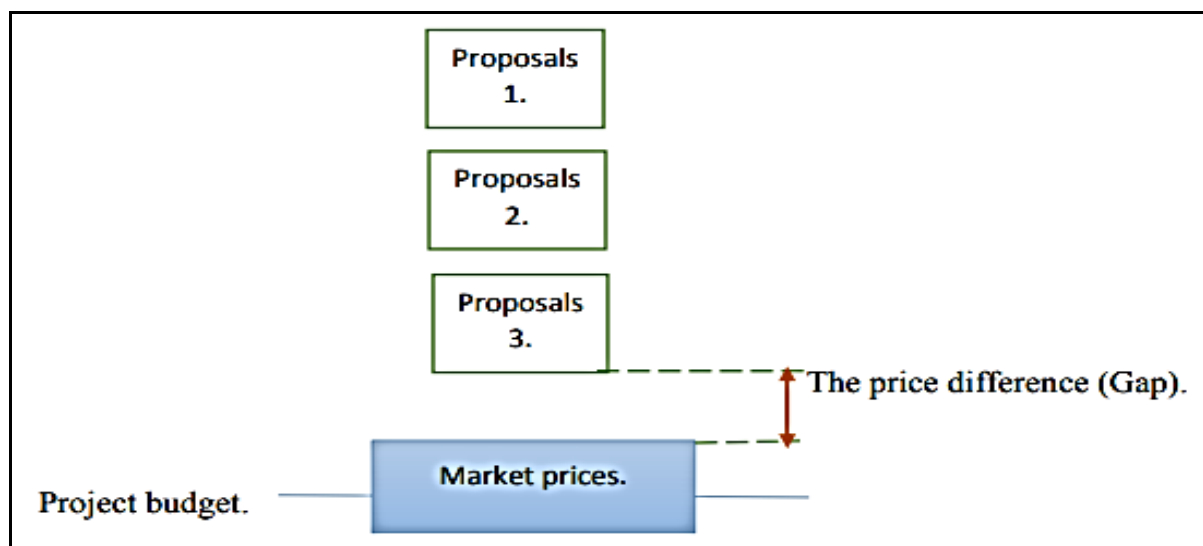 Proposals
1.
Proposals
2.
Proposals
3.
The price difference (Gap).
Market prices.
Project budget.